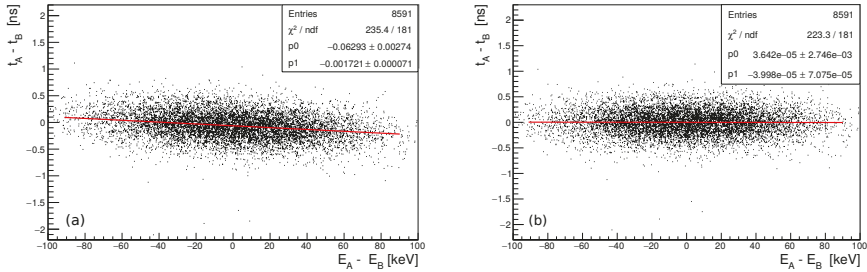 t_A - t_B [ns]
Entries 8591
χ² / ndf 235.4 / 181
p0 −0.06293 ± 0.00274
p1 −0.001721 ± 0.000071
2
1.5
1
0.5
0
−0.5
−1
−1.5
−2
(a)
−100 −80 −60 −40 −20 0 20 40 60 80 100
E_A - E_B [keV]
t_A - t_B [ns]
Entries 8591
χ² / ndf 223.3 / 181
p0 3.642e−05 ± 2.746e−03
p1 −3.998e−05 ± 7.075e−05
2
1.5
1
0.5
0
−0.5
−1
−1.5
−2
(b)
−100 −80 −60 −40 −20 0 20 40 60 80 100
E_A - E_B [keV]